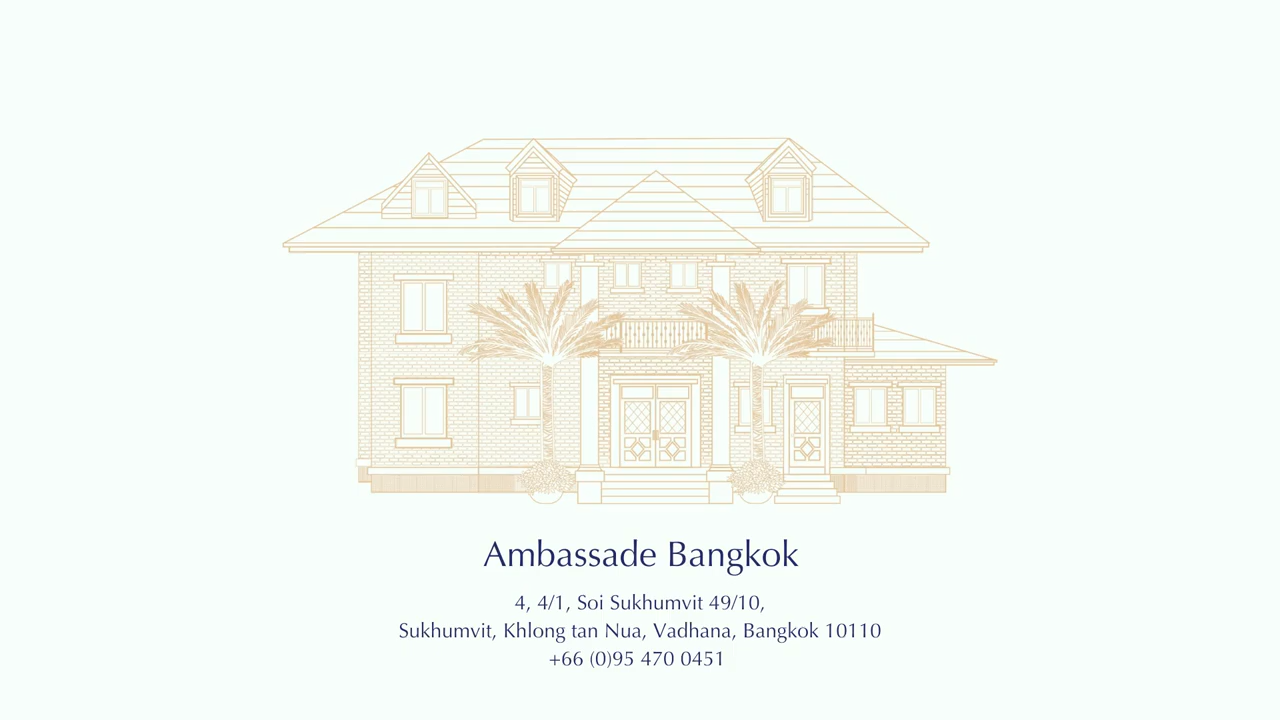 Ambassade Bangkok
4, 4/1, Soi Sukhumvit 49/10,
Sukhumvit, Khlong tan Nua, Vadhana, Bangkok 10110
+66 (0)95 470 0451